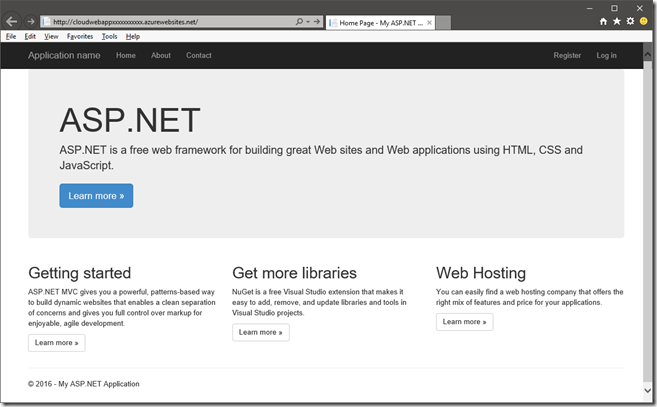 http://cloudwebappxxxxxxxxxx.azurewebsites.net/
Home Page - My ASP.NET ...
File Edit View Favorites Tools Help
Application name Home About Contact Register Log in
ASP.NET
ASP.NET is a free web framework for building great Web sites and Web applications using HTML, CSS and
JavaScript.
Learn more »
Getting started
ASP.NET MVC gives you a powerful, patterns-based way
to build dynamic websites that enables a clean separation
of concerns and gives you full control over markup for
enjoyable, agile development.
Learn more »
Get more libraries
NuGet is a free Visual Studio extension that makes it
easy to add, remove, and update libraries and tools in
Visual Studio projects.
Learn more »
Web Hosting
You can easily find a web hosting company that offers the
right mix of features and price for your applications.
Learn more »
© 2016 - My ASP.NET Application